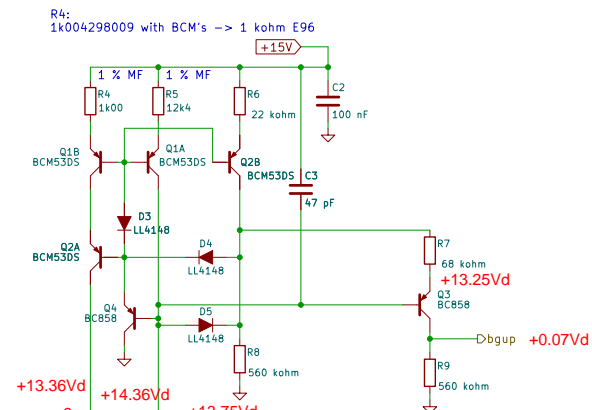 R4:
1k004298009 with BCM's -> 1 kohm E96
+15V
1 % MF
1 % MF
R4
1k00
R5
12k4
R6
22 kohm
C2
100 nF
Q1B
BCM53DS
Q1A
BCM53DS
Q2B
BCM53DS
C3
47 pF
D3
LL4148
Q2A
BCM53DS
D4
LL4148
R7
68 kohm
+13.25Vd
Q4
BC858
Q3
BC858
D5
LL4148
bgup
+0.07Vd
R8
560 kohm
R9
560 kohm
+13.36Vd
+14.36Vd